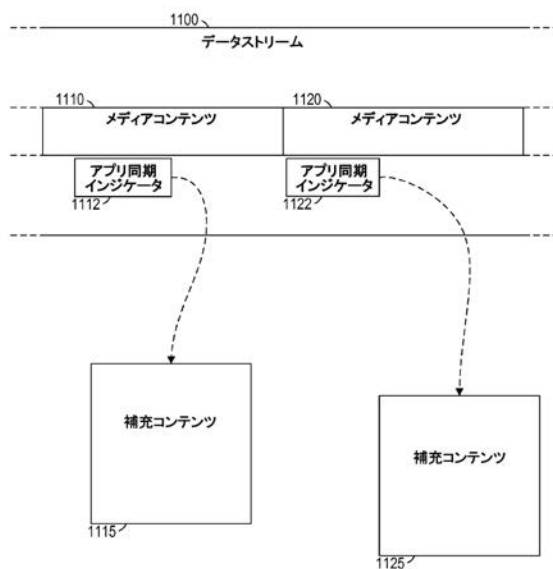 1100
データストリーム
1110
1120
メディアコンテンツ
メディアコンテンツ
アプリ同期
インジケータ
アプリ同期
インジケータ
1112
1122
補充コンテンツ
補充コンテンツ
1115
1125